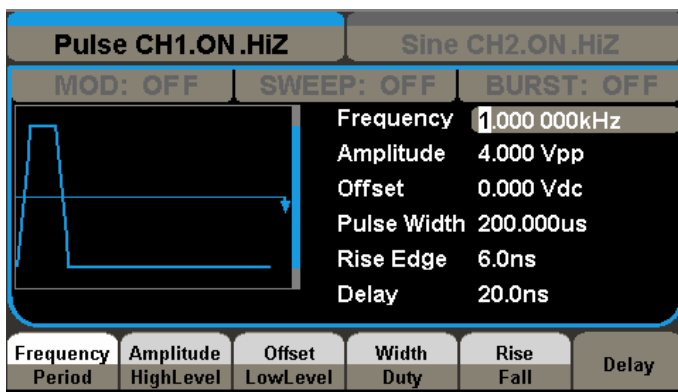 Pulse CH1.ON.HiZ Sine CH2.ON.HiZ
MOD: OFF SWEEP: OFF BURST: OFF
Frequency 1.000 000kHz
Amplitude 4.000 Vpp
Offset 0.000 Vdc
Pulse Width 200.000us
Rise Edge 6.0ns
Delay 20.0ns
Frequency Amplitude Offset Width Rise Delay
Period HighLevel LowLevel Duty Fall